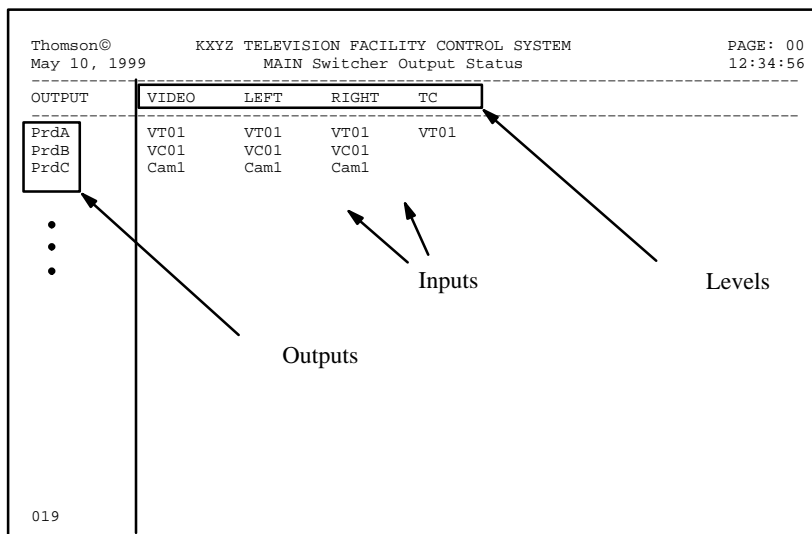 Thomson© KXYZ TELEVISION FACILITY CONTROL SYSTEM PAGE: 00
May 10, 1999 MAIN Switcher Output Status 12:34:56
OUTPUT VIDEO LEFT RIGHT TC
PrdA VT01 VT01 VT01 VT01
PrdB VC01 VC01 VC01
PrdC Cam1 Cam1 Cam1
Inputs
Levels
Outputs
019